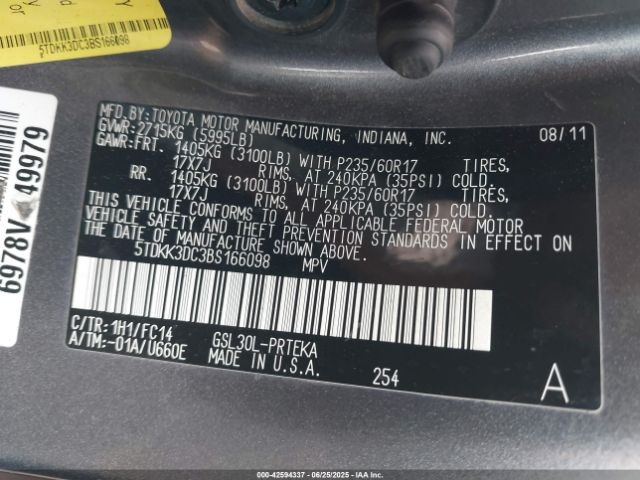 5TDKK3DC3BS166098
6978V 49979
MFD. BY: TOYOTA MOTOR MANUFACTURING, INDIANA, INC. 08/11
GVWR: 2715KG (5995LB)
GAWR: FRT. 1405KG (3100LB) WITH P235/60R17 TIRES,
17X7J RIMS, AT 240KPA (35PSI) COLD.
RR. 1405KG (3100LB) WITH P235/60R17 TIRES,
17X7J RIMS, AT 240KPA (35PSI) COLD.
THIS VEHICLE CONFORMS TO ALL APPLICABLE FEDERAL MOTOR
VEHICLE SAFETY AND THEFT PREVENTION STANDARDS IN EFFECT ON
THE DATE OF MANUFACTURE SHOWN ABOVE.
5TDKK3DC3BS166098 MPV
C/TR: 1H1/FC14 GSL30L-PRTEKA
A/TM:-01A/U660E MADE IN U.S.A.
254 A
© COPART - 42594337 - 06/25/2025 - IAAI